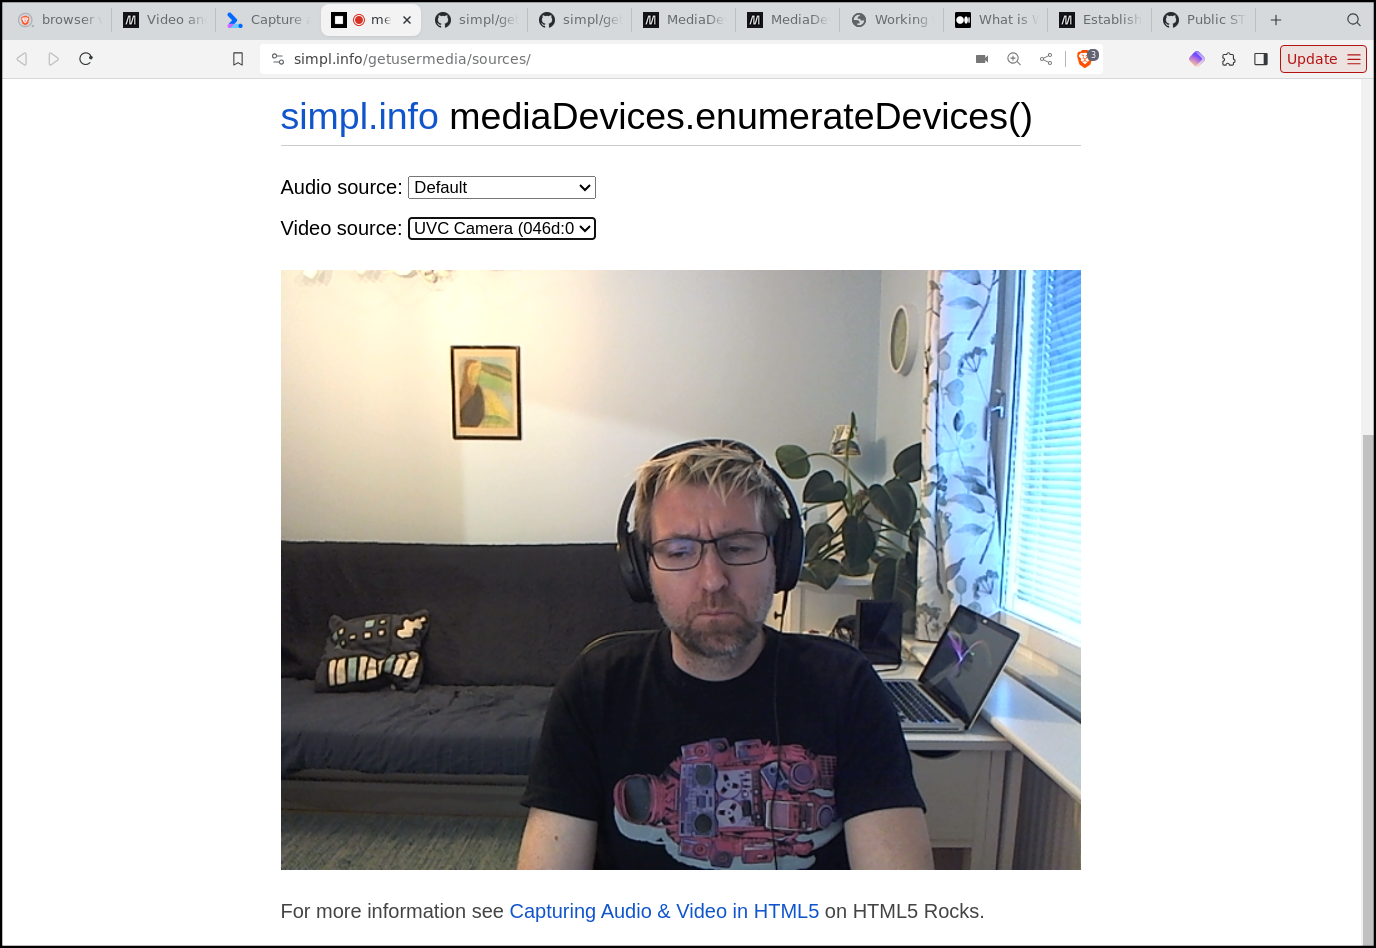 browser
Video an
Capture
me
simpl/ge
simpl/ge
MediaDe
MediaDe
Working
What is
Establish
Public ST
simpl.info/getusermedia/sources/
3
Update
simpl.info mediaDevices.enumerateDevices()
Audio source: Default
Video source: UVC Camera (046d:0
For more information see Capturing Audio & Video in HTML5 on HTML5 Rocks.